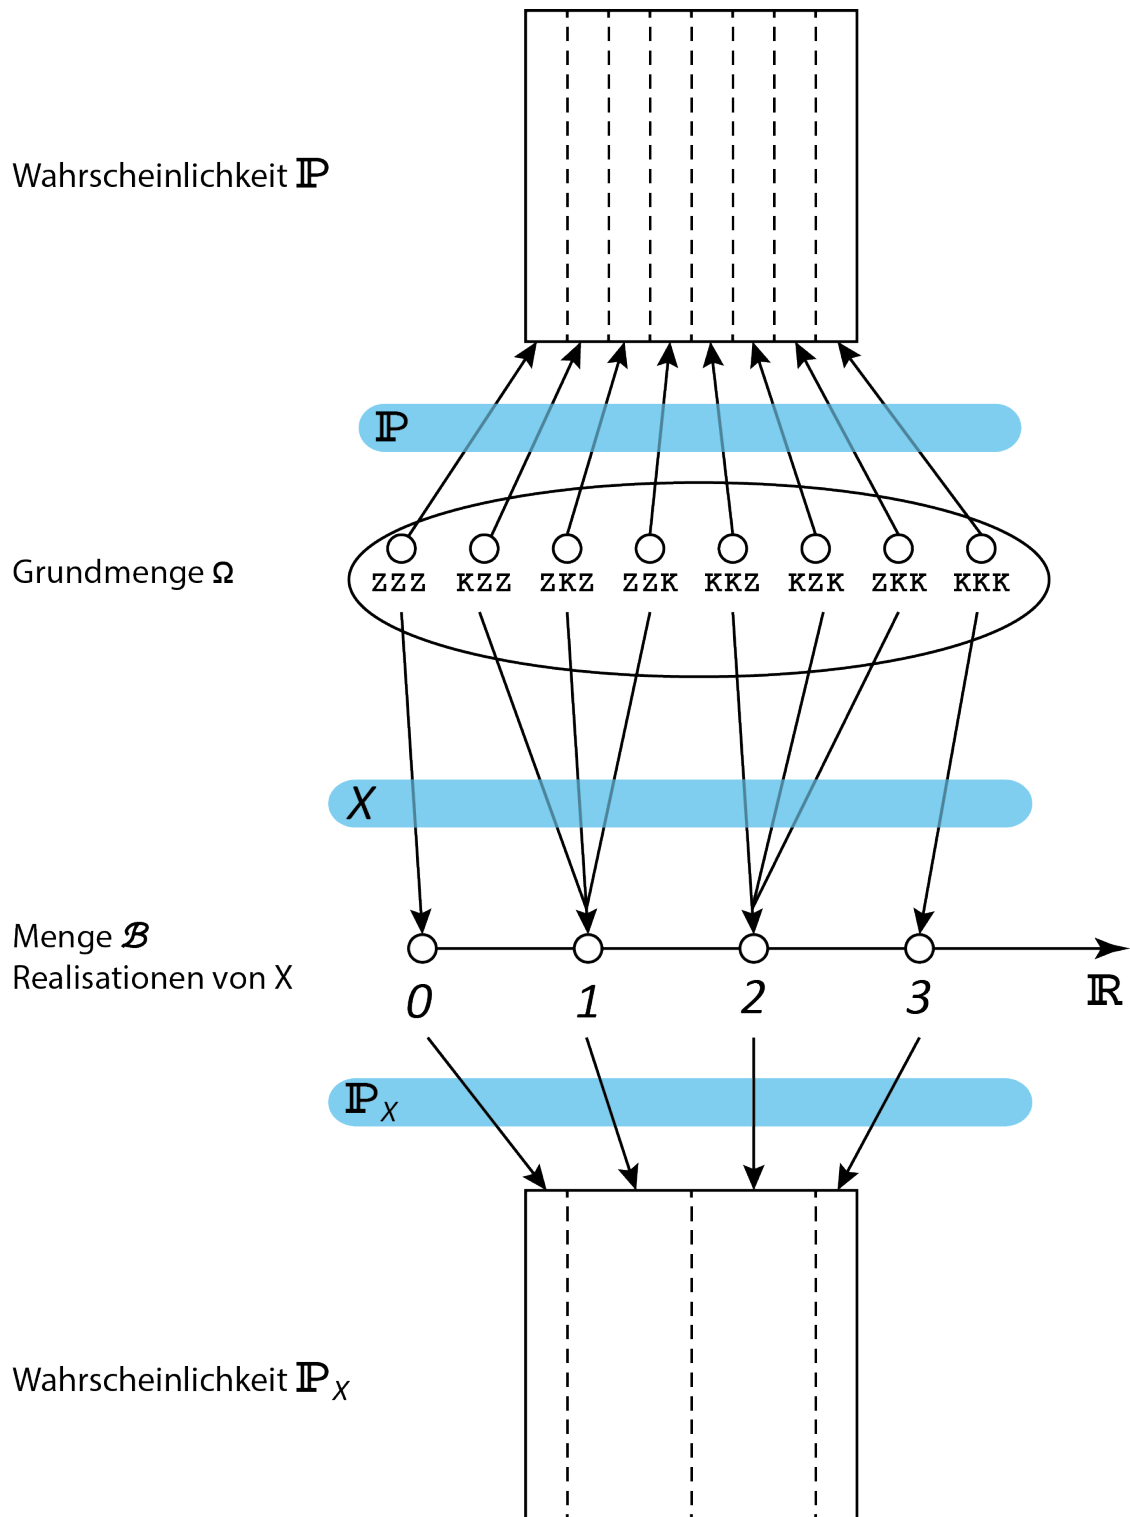 Wahrscheinlichkeit ℙ
ℙ
Grundmenge Ω
ZZZ KZZ ZKZ ZZK KKZ KZK ZKK KKK
X
Menge ℬ
Realisationen von X
0 1 2 3 ℝ
ℙX
Wahrscheinlichkeit ℙX